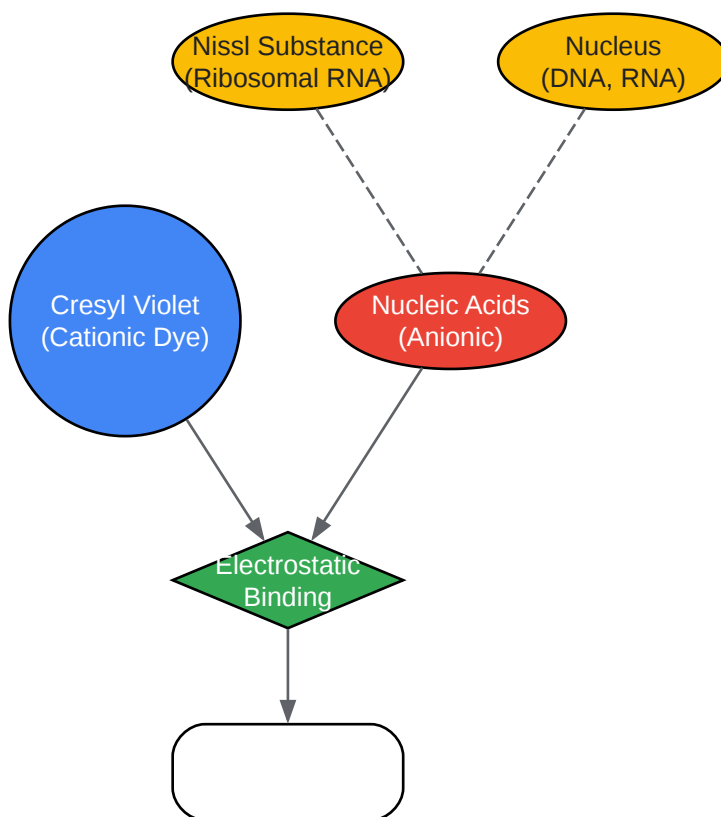 Nissl Substance
(Ribosomal RNA)
Nucleus
(DNA, RNA)
Cresyl Violet
(Cationic Dye)
Nucleic Acids
(Anionic)
Electrostatic
Binding